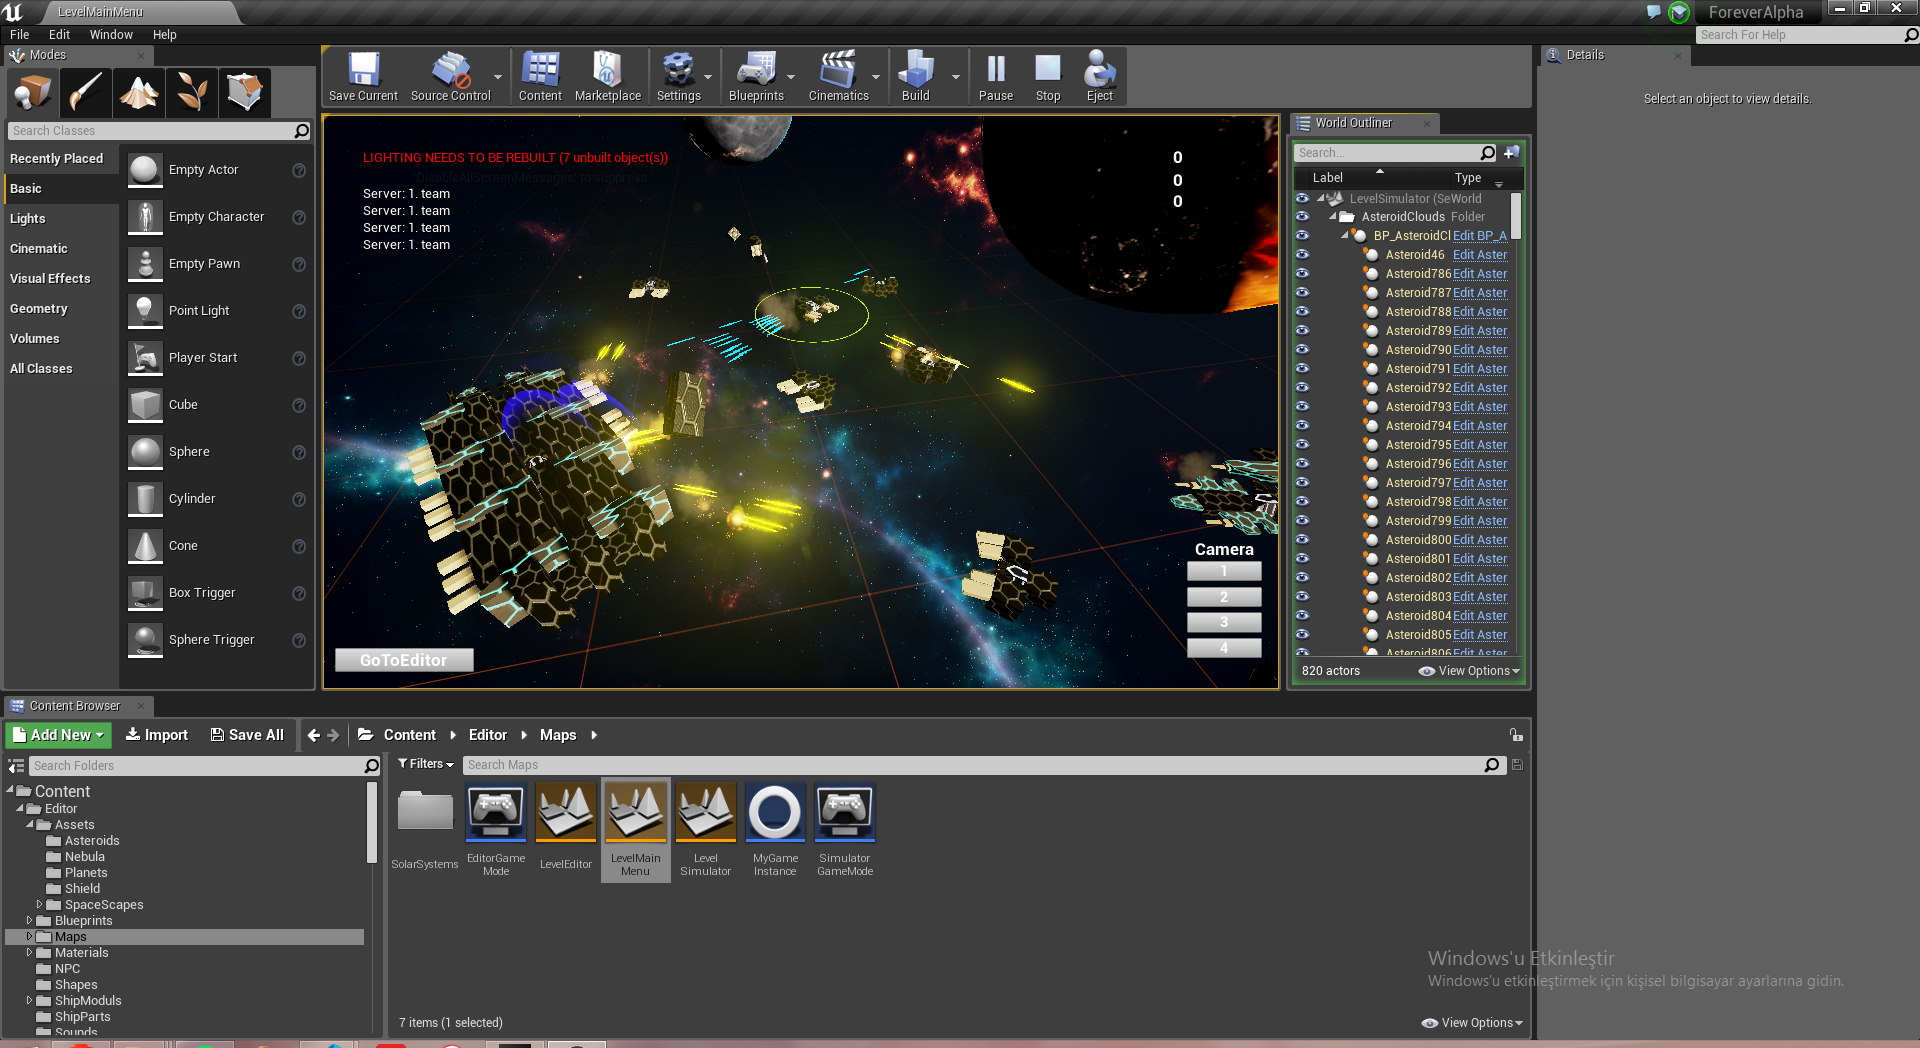 LevelMainMenu
ForeverAlpha
File Edit Window Help
Search For Help
Modes
Search Classes
Recently Placed
Basic
Lights
Cinematic
Visual Effects
Geometry
Volumes
All Classes
Empty Actor
Empty Character
Empty Pawn
Point Light
Player Start
Cube
Sphere
Cylinder
Cone
Box Trigger
Sphere Trigger
Save Current
Source Control
Content
Marketplace
Settings
Blueprints
Cinematics
Build
Pause
Stop
Eject
LIGHTING NEEDS TO BE REBUILT (7 unbuilt object(s))
'DisableAllScreenMessages' to suppress
Server: 1. team
Server: 1. team
Server: 1. team
Server: 1. team
0
0
0
Camera
1
2
3
4
GoToEditor
World Outliner
Search...
Label Type
LevelSimulator (Se World
AsteroidClouds Folder
BP_AsteroidCl Edit BP_A
Asteroid46 Edit Aster
Asteroid786 Edit Aster
Asteroid787 Edit Aster
Asteroid788 Edit Aster
Asteroid789 Edit Aster
Asteroid790 Edit Aster
Asteroid791 Edit Aster
Asteroid792 Edit Aster
Asteroid793 Edit Aster
Asteroid794 Edit Aster
Asteroid795 Edit Aster
Asteroid796 Edit Aster
Asteroid797 Edit Aster
Asteroid798 Edit Aster
Asteroid799 Edit Aster
Asteroid800 Edit Aster
Asteroid801 Edit Aster
Asteroid802 Edit Aster
Asteroid803 Edit Aster
Asteroid804 Edit Aster
Asteroid805 Edit Aster
Asteroid806 Edit Aster
820 actors
View Options
Details
Select an object to view details.
Content Browser
Add New Import Save All
Content Editor Maps
Search Folders
Filters
Search Maps
Content
Editor
Assets
Asteroids
Nebula
Planets
Shield
SpaceScapes
Blueprints
Maps
Materials
NPC
Shapes
ShipModuls
ShipParts
Sounds
SolarSystems
EditorGame
Mode
LevelEditor
LevelMain
Menu
Level
Simulator
MyGame
Instance
Simulator
GameMode
7 items (1 selected)
View Options
Windows'u Etkinleştir
Windows'u etkinleştirmek için kişisel bilgisayar ayarlarına gidin.